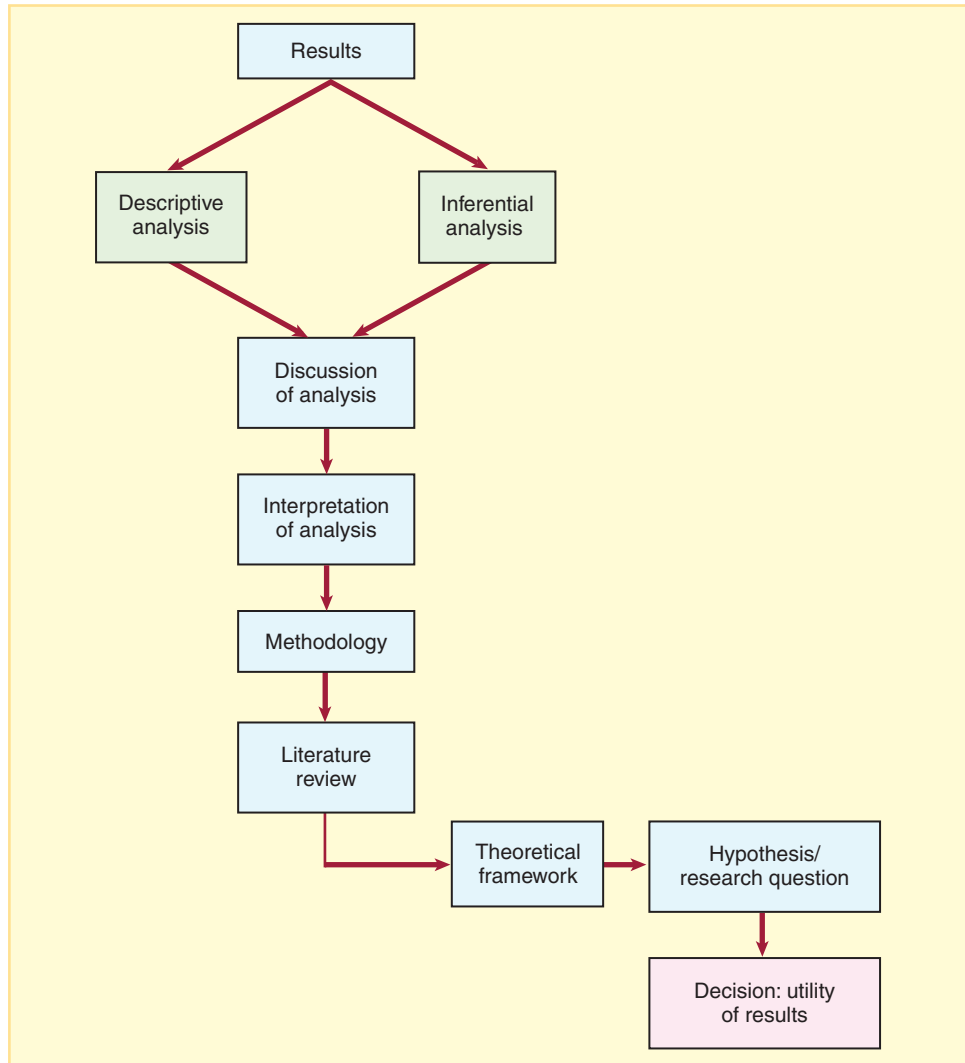 Results
Descriptive
analysis
Inferential
analysis
Discussion
of analysis
Interpretation
of analysis
Methodology
Literature
review
Theoretical
framework
Hypothesis/
research question
Decision: utility
of results